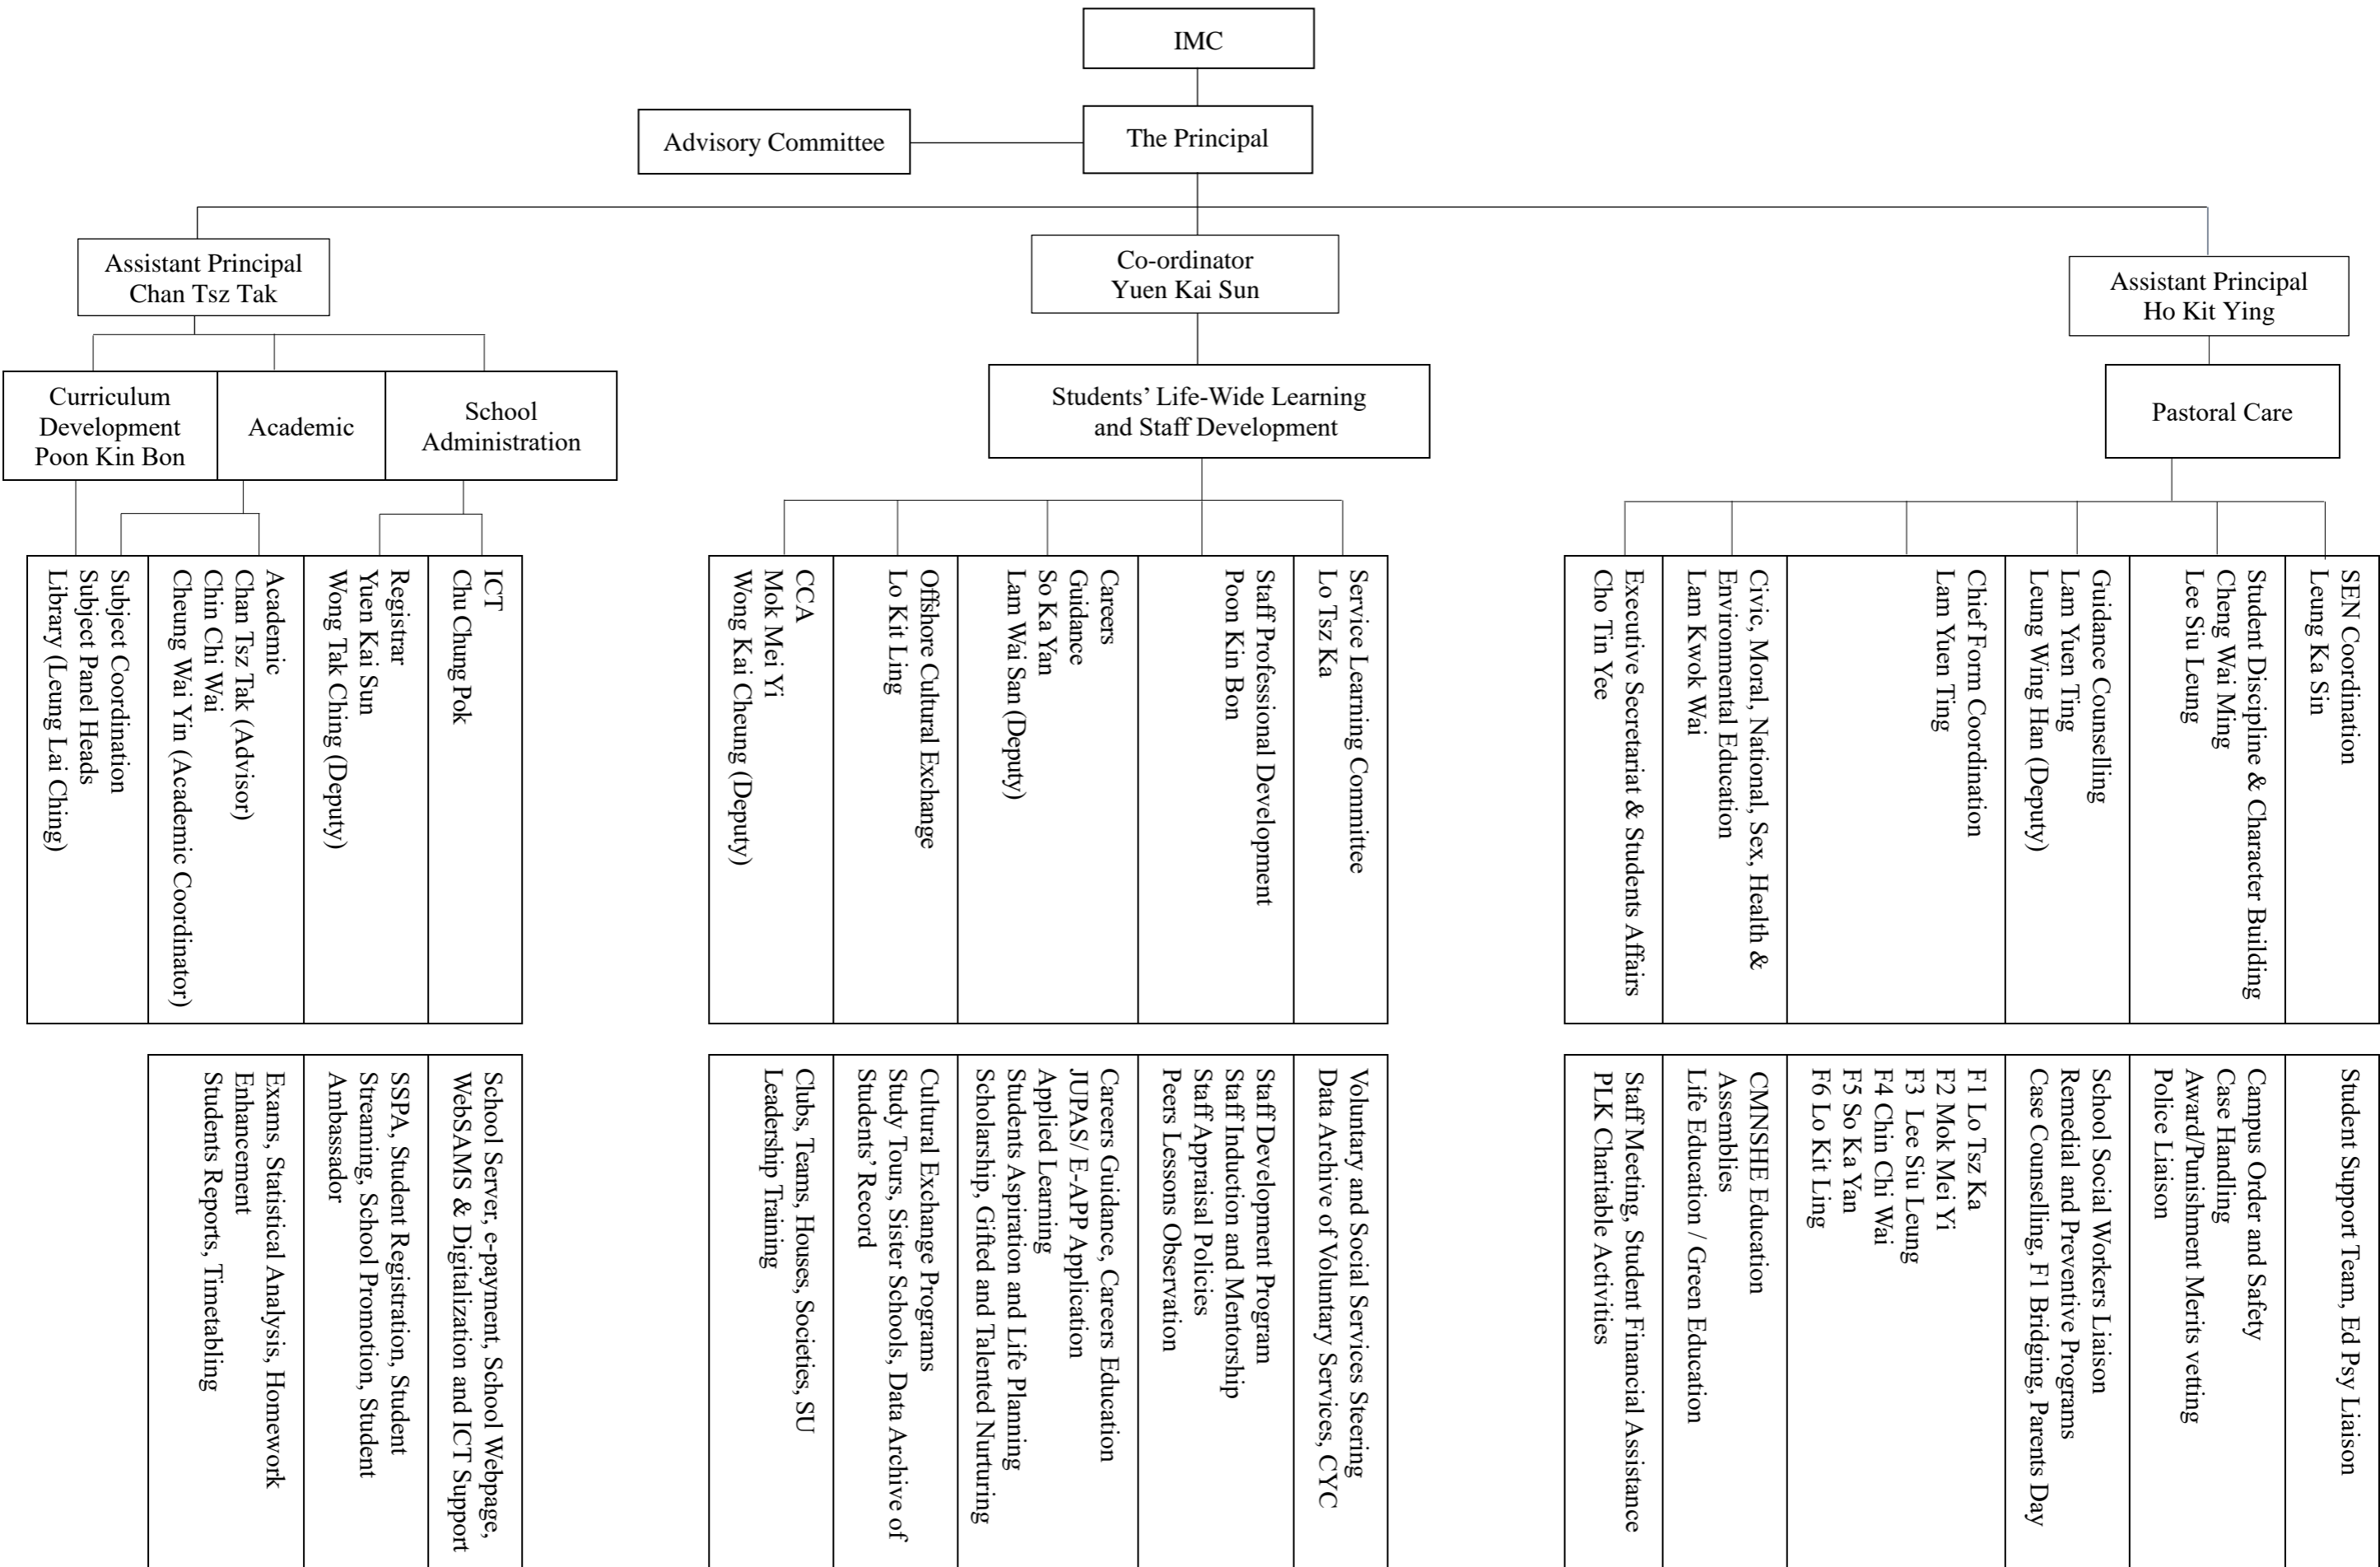 IMC
Advisory Committee
The Principal
Assistant Principal
Chan Tsz Tak
Co-ordinator
Yuen Kai Sun
Assistant Principal
Ho Kit Ying
Curriculum
Development
Poon Kin Bon
Academic
School
Administration
Students’ Life-Wide Learning
and Staff Development
Pastoral Care
Subject Coordination
Subject Panel Heads
Library (Leung Lai Ching)
Academic
Chan Tsz Tak (Advisor)
Chin Chi Wai
Cheung Wai Yin (Academic Coordinator)
Registrar
Yuen Kai Sun
Wong Tak Ching (Deputy)
ICT
Chu Chung Pok
CCA
Mok Mei Yi
Wong Kai Cheung (Deputy)
Offshore Cultural Exchange
Lo Kit Ling
Careers
Guidance
So Ka Yan
Lam Wai San (Deputy)
Staff Professional Development
Poon Kin Bon
Service Learning Committee
Lo Tsz Ka
Executive Secretariat & Students Affairs
Cho Tin Yee
Civic, Moral, National, Sex, Health &
Environmental Education
Lam Kwok Wai
Chief Form Coordination
Lam Yuen Ting
Guidance Counselling
Lam Yuen Ting
Leung Wing Han (Deputy)
Student Discipline & Character Building
Cheng Wai Ming
Lee Siu Leung
SEN Coordination
Leung Ka Sin
Exams, Statistical Analysis, Homework
Enhancement
Students Reports, Timetabling
SSPA, Student Registration, Student
Streaming, School Promotion, Student
Ambassador
School Server, e-payment, School Webpage,
WebSAMS & Digitalization and ICT Support
Clubs, Teams, Houses, Societies, SU
Leadership Training
Cultural Exchange Programs
Study Tours, Sister Schools, Data Archive of
Students’ Record
Careers Guidance, Careers Education
JUPAS/ E-APP Application
Applied Learning
Students Aspiration and Life Planning
Scholarship, Gifted and Talented Nurturing
Staff Development Program
Staff Induction and Mentorship
Staff Appraisal Policies
Peers Lessons Observation
Voluntary and Social Services Steering
Data Archive of Voluntary Services, CYC
Staff Meeting, Student Financial Assistance
PLK Charitable Activities
CMNSHE Education
Assemblies
Life Education / Green Education
F1 Lo Tsz Ka
F2 Mok Mei Yi
F3 Lee Siu Leung
F4 Chin Chi Wai
F5 So Ka Yan
F6 Lo Kit Ling
School Social Workers Liaison
Remedial and Preventive Programs
Case Counselling, F1 Bridging, Parents Day
Campus Order and Safety
Case Handling
Award/Punishment Merits vetting
Police Liaison
Student Support Team, Ed Psy Liaison